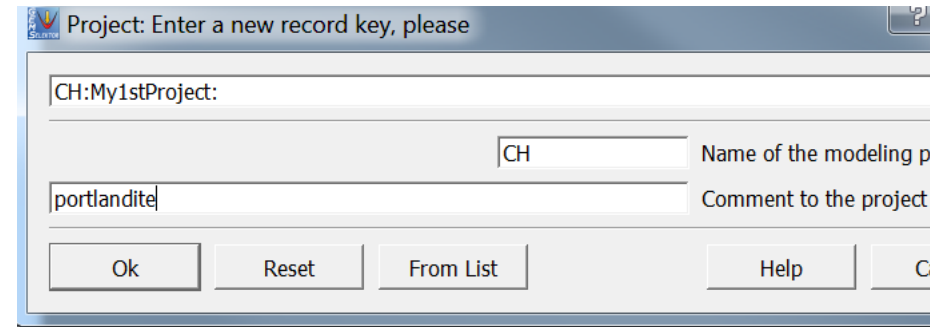 Project: Enter a new record key, please
CH:My1stProject:
CH
Name of the modeling p
portlandite
Comment to the project
Ok
Reset
From List
Help